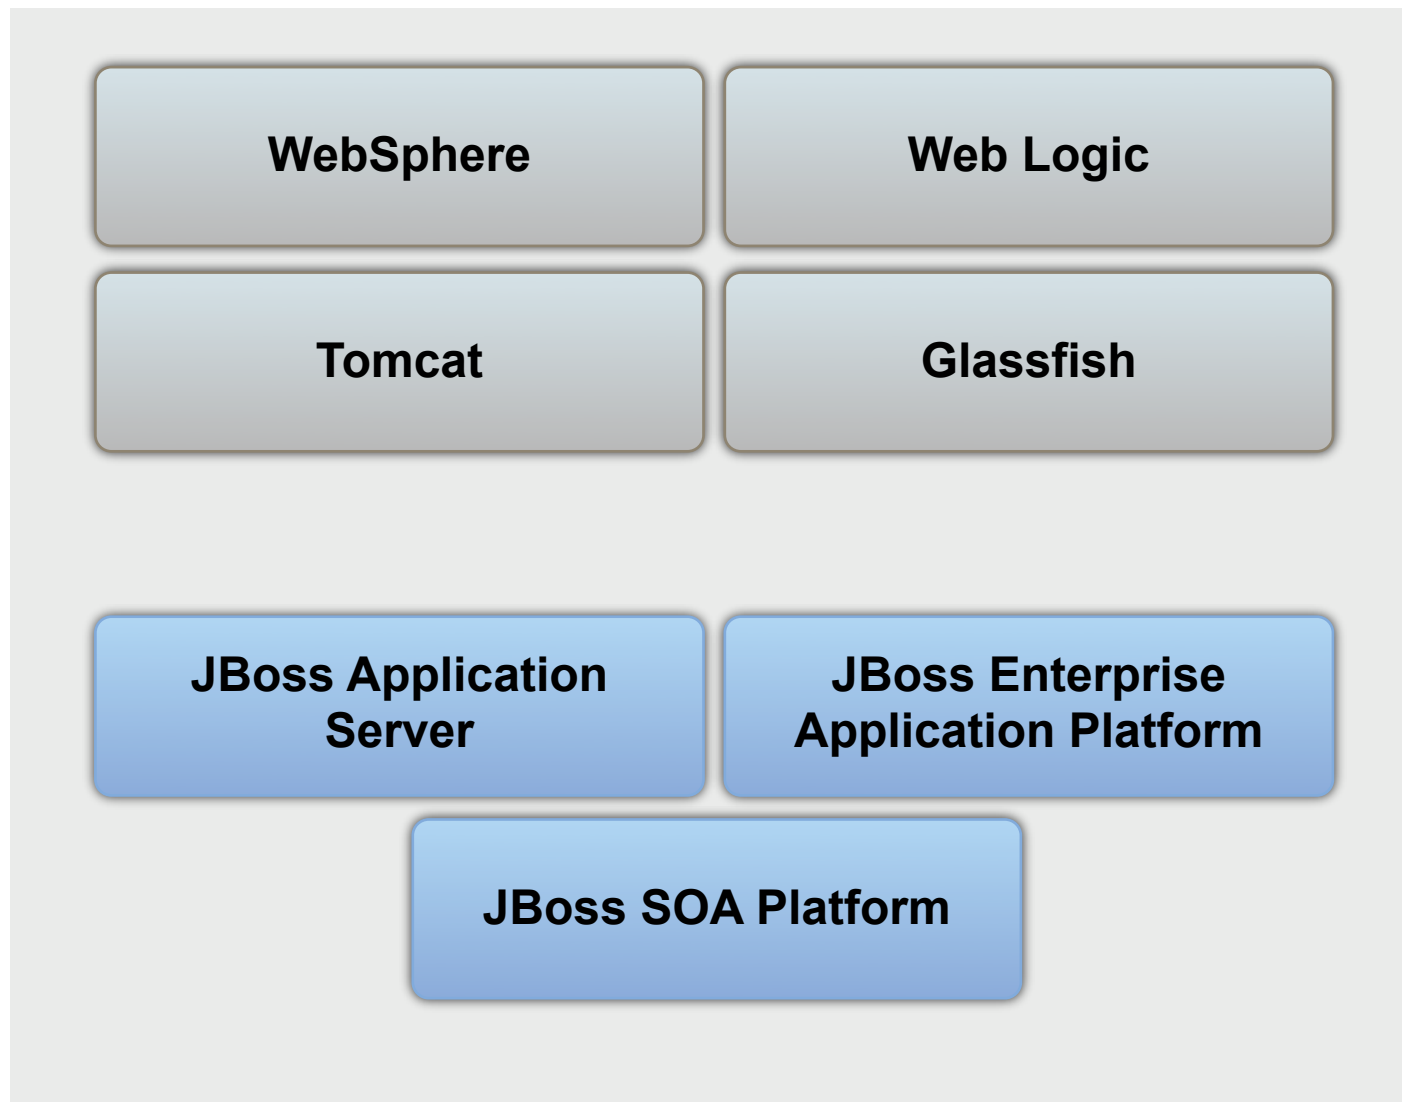 WebSphere
Web Logic
Tomcat
Glassfish
JBoss Application
Server
JBoss Enterprise
Application Platform
JBoss SOA Platform